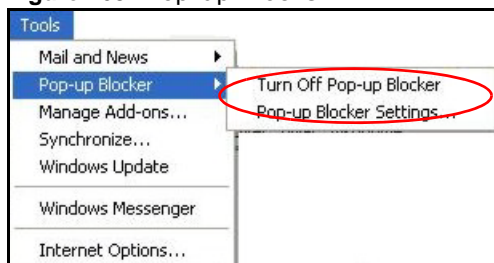 Tools
Mail and News
Pop-up Blocker
Manage Add-ons...
Synchronize...
Windows Update
Windows Messenger
Internet Options...
Turn Off Pop-up Blocker
Pop-up Blocker Settings...